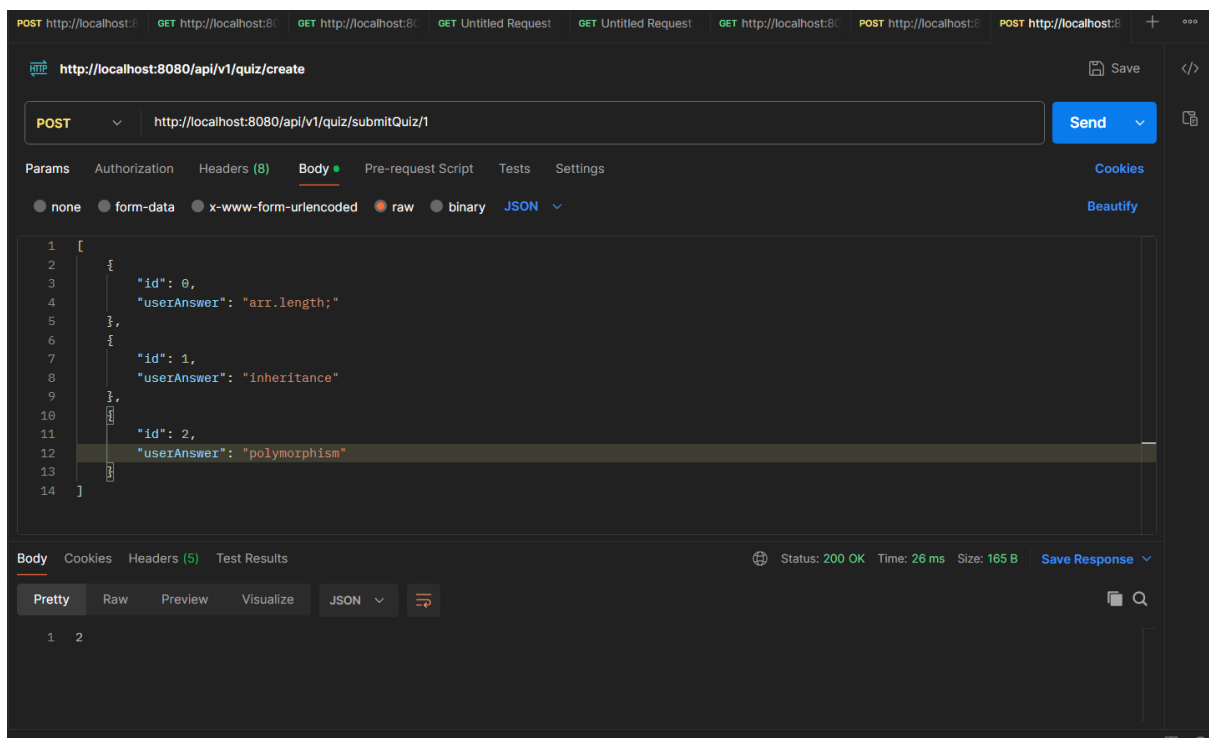 POST http://localhost:8 GET http://localhost:80 GET http://localhost:80 GET Untitled Request GET Untitled Request GET http://localhost:80 POST http://localhost:8 POST http://localhost:8
HTTP http://localhost:8080/api/v1/quiz/create Save </>
POST http://localhost:8080/api/v1/quiz/submitQuiz/1 Send
Params Authorization Headers (8) Body Pre-request Script Tests Settings Cookies
none form-data x-www-form-urlencoded raw binary JSON Beautify
1 [
2 {
3 "id": 0,
4 "userAnswer": "arr.length;"
5 },
6 {
7 "id": 1,
8 "userAnswer": "inheritance"
9 },
10 {
11 "id": 2,
12 "userAnswer": "polymorphism"
13 }
14 ]
Body Cookies Headers (5) Test Results Status: 200 OK Time: 26 ms Size: 165 B Save Response
Pretty Raw Preview Visualize JSON
1 2